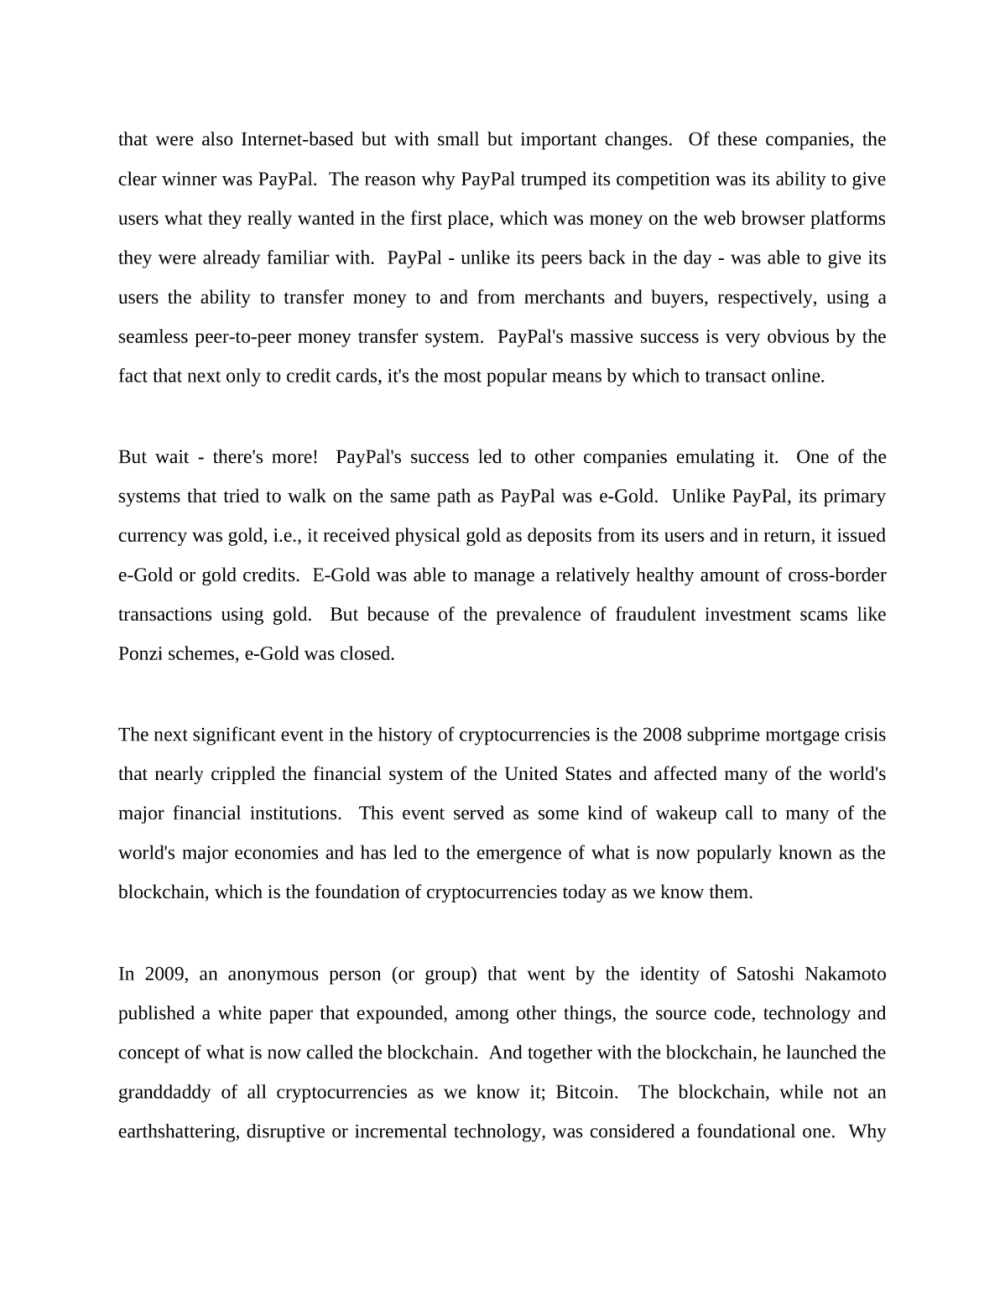 that were also Internet-based but with small but important changes.  Of these companies, the
clear winner was PayPal.  The reason why PayPal trumped its competition was its ability to give
users what they really wanted in the first place, which was money on the web browser platforms
they were already familiar with.  PayPal - unlike its peers back in the day - was able to give its
users the ability to transfer money to and from merchants and buyers, respectively, using a
seamless peer-to-peer money transfer system.  PayPal's massive success is very obvious by the
fact that next only to credit cards, it's the most popular means by which to transact online.
But wait - there's more!  PayPal's success led to other companies emulating it.  One of the
systems that tried to walk on the same path as PayPal was e-Gold.  Unlike PayPal, its primary
currency was gold, i.e., it received physical gold as deposits from its users and in return, it issued
e-Gold or gold credits.  E-Gold was able to manage a relatively healthy amount of cross-border
transactions using gold.  But because of the prevalence of fraudulent investment scams like
Ponzi schemes, e-Gold was closed.
The next significant event in the history of cryptocurrencies is the 2008 subprime mortgage crisis
that nearly crippled the financial system of the United States and affected many of the world's
major financial institutions.  This event served as some kind of wakeup call to many of the
world's major economies and has led to the emergence of what is now popularly known as the
blockchain, which is the foundation of cryptocurrencies today as we know them.
In 2009, an anonymous person (or group) that went by the identity of Satoshi Nakamoto
published a white paper that expounded, among other things, the source code, technology and
concept of what is now called the blockchain.  And together with the blockchain, he launched the
granddaddy of all cryptocurrencies as we know it; Bitcoin.  The blockchain, while not an
earthshattering, disruptive or incremental technology, was considered a foundational one.  Why